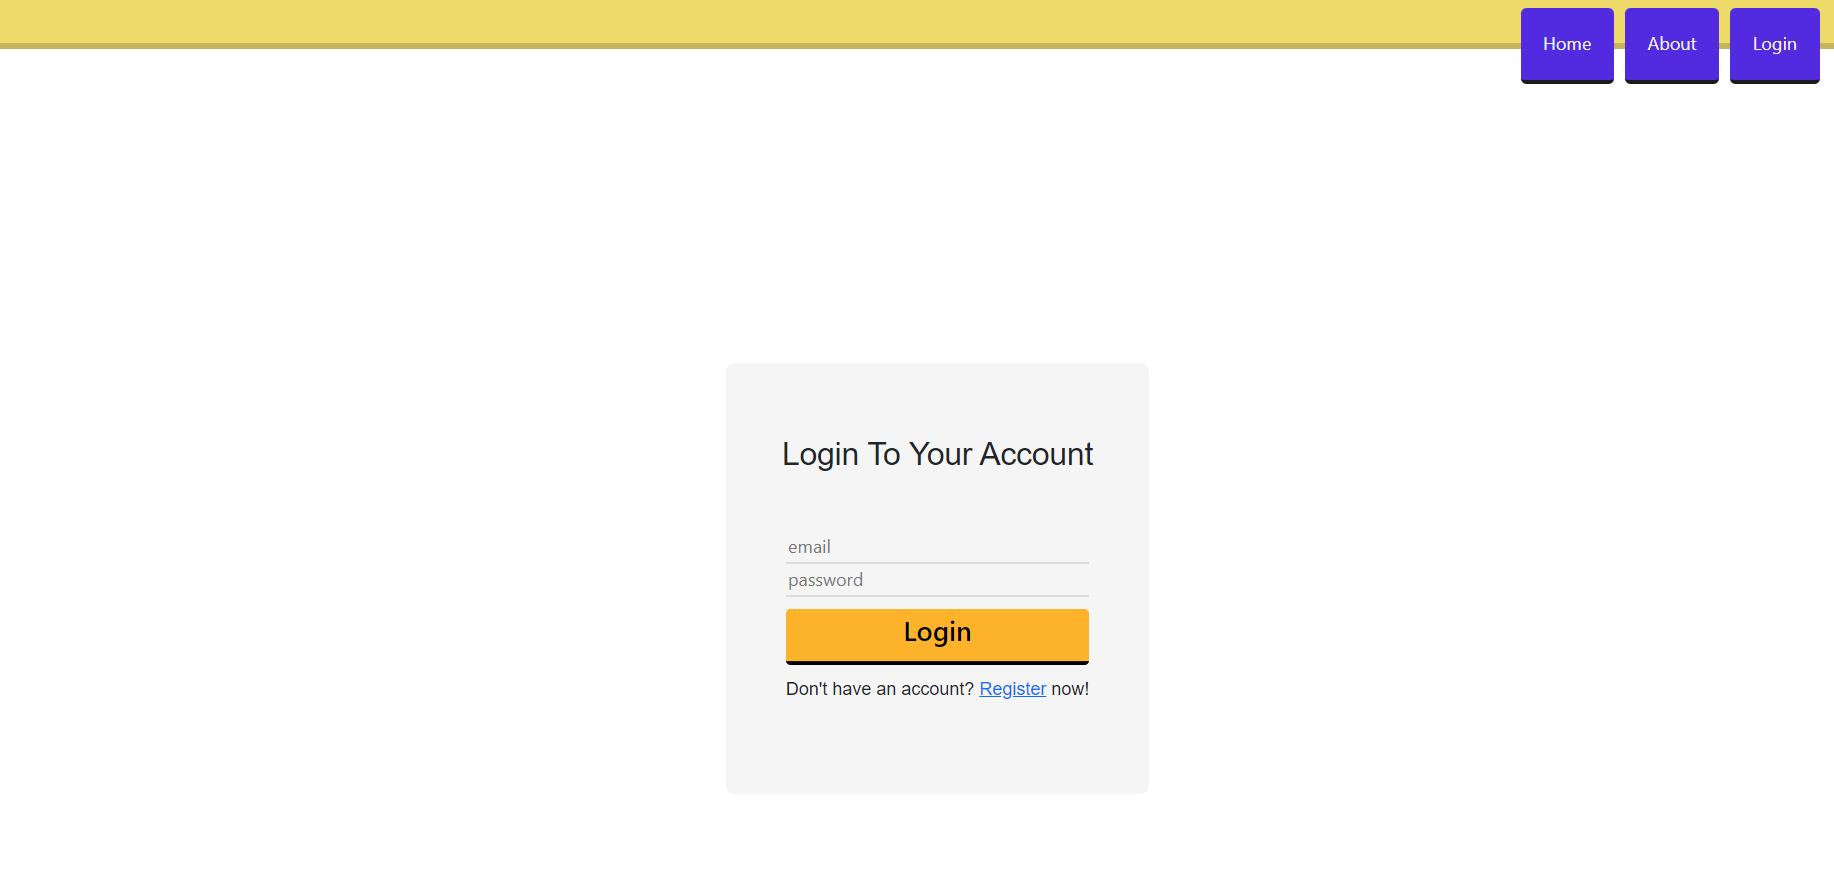 Home About Login
Login To Your Account
email
password
Login
Don't have an account? Register now!